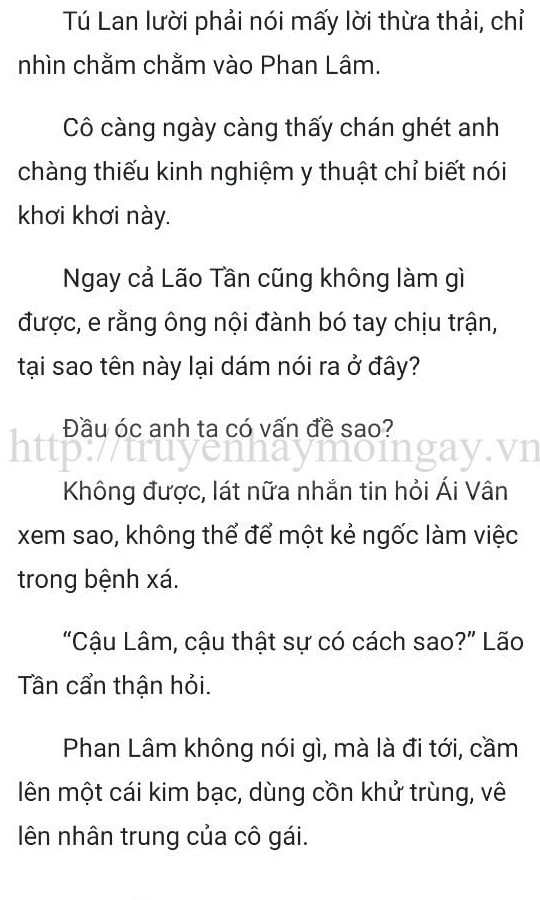 Tú Lan lười phải nói mấy lời thừa thải, chỉ
nhìn chằm chằm vào Phan Lâm.
Cô càng ngày càng thấy chán ghét anh
chàng thiếu kinh nghiệm y thuật chỉ biết nói
khơi khơi này.
Ngay cả Lão Tần cũng không làm gì
được, e rằng ông nội đành bó tay chịu trận,
tại sao tên này lại dám nói ra ở đây?
Đầu óc anh ta có vấn đề sao?
http://truyenhaymoingay.vn
Không được, lát nữa nhắn tin hỏi Ái Vân
xem sao, không thể để một kẻ ngốc làm việc
trong bệnh xá.
“Cậu Lâm, cậu thật sự có cách sao?” Lão
Tần cẩn thận hỏi.
Phan Lâm không nói gì, mà là đi tới, cầm
lên một cái kim bạc, dùng cồn khử trùng, vê
lên nhân trung của cô gái.